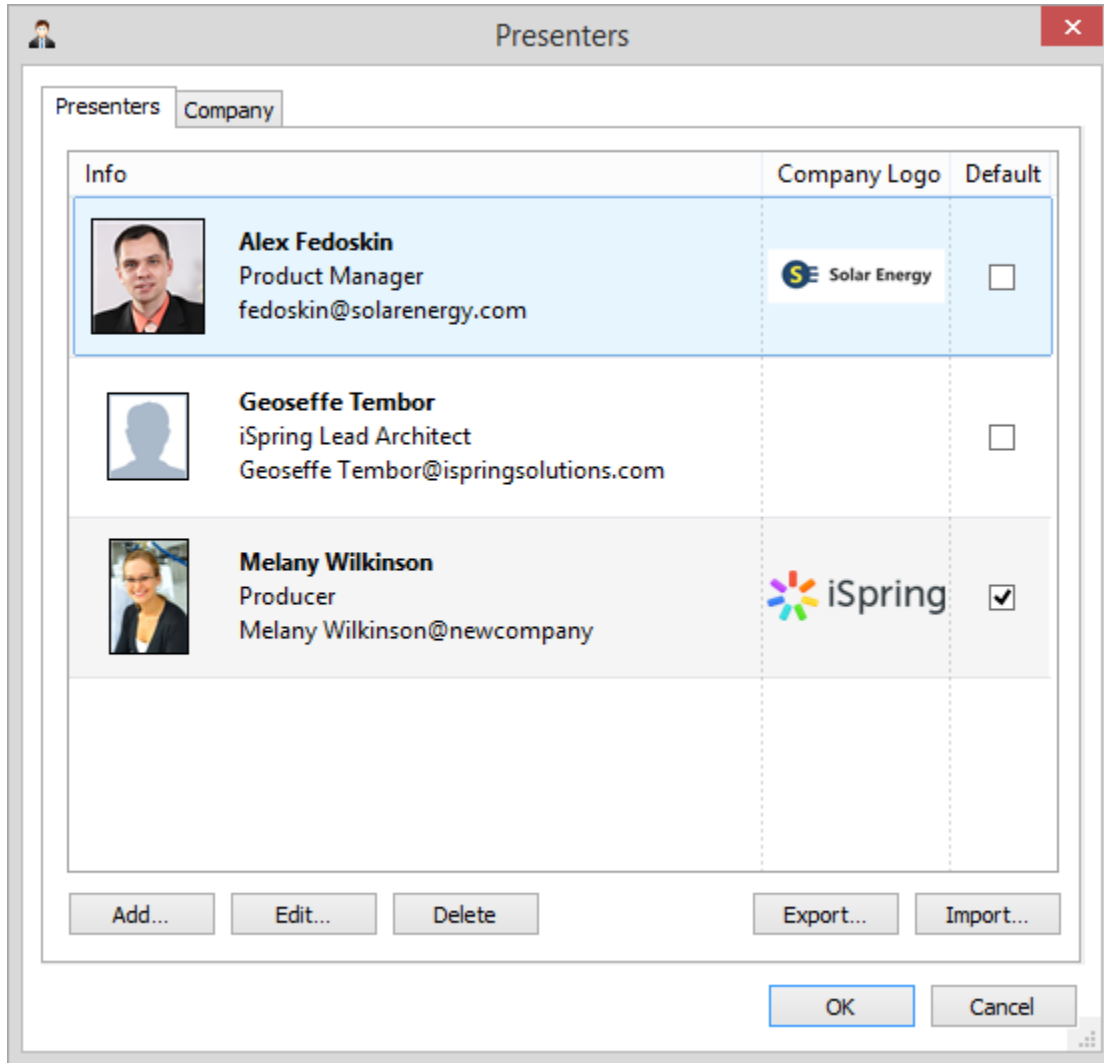 Presenters
Presenters Company
Info Company Logo Default
Alex Fedoskin
Product Manager
fedoskin@solarenergy.com
SE Solar Energy
Geoseffe Tembor
iSpring Lead Architect
Geoseffe Tembor@ispringsolutions.com
Melany Wilkinson
Producer
Melany Wilkinson@newcompany
iSpring
Add... Edit... Delete Export... Import...
OK Cancel